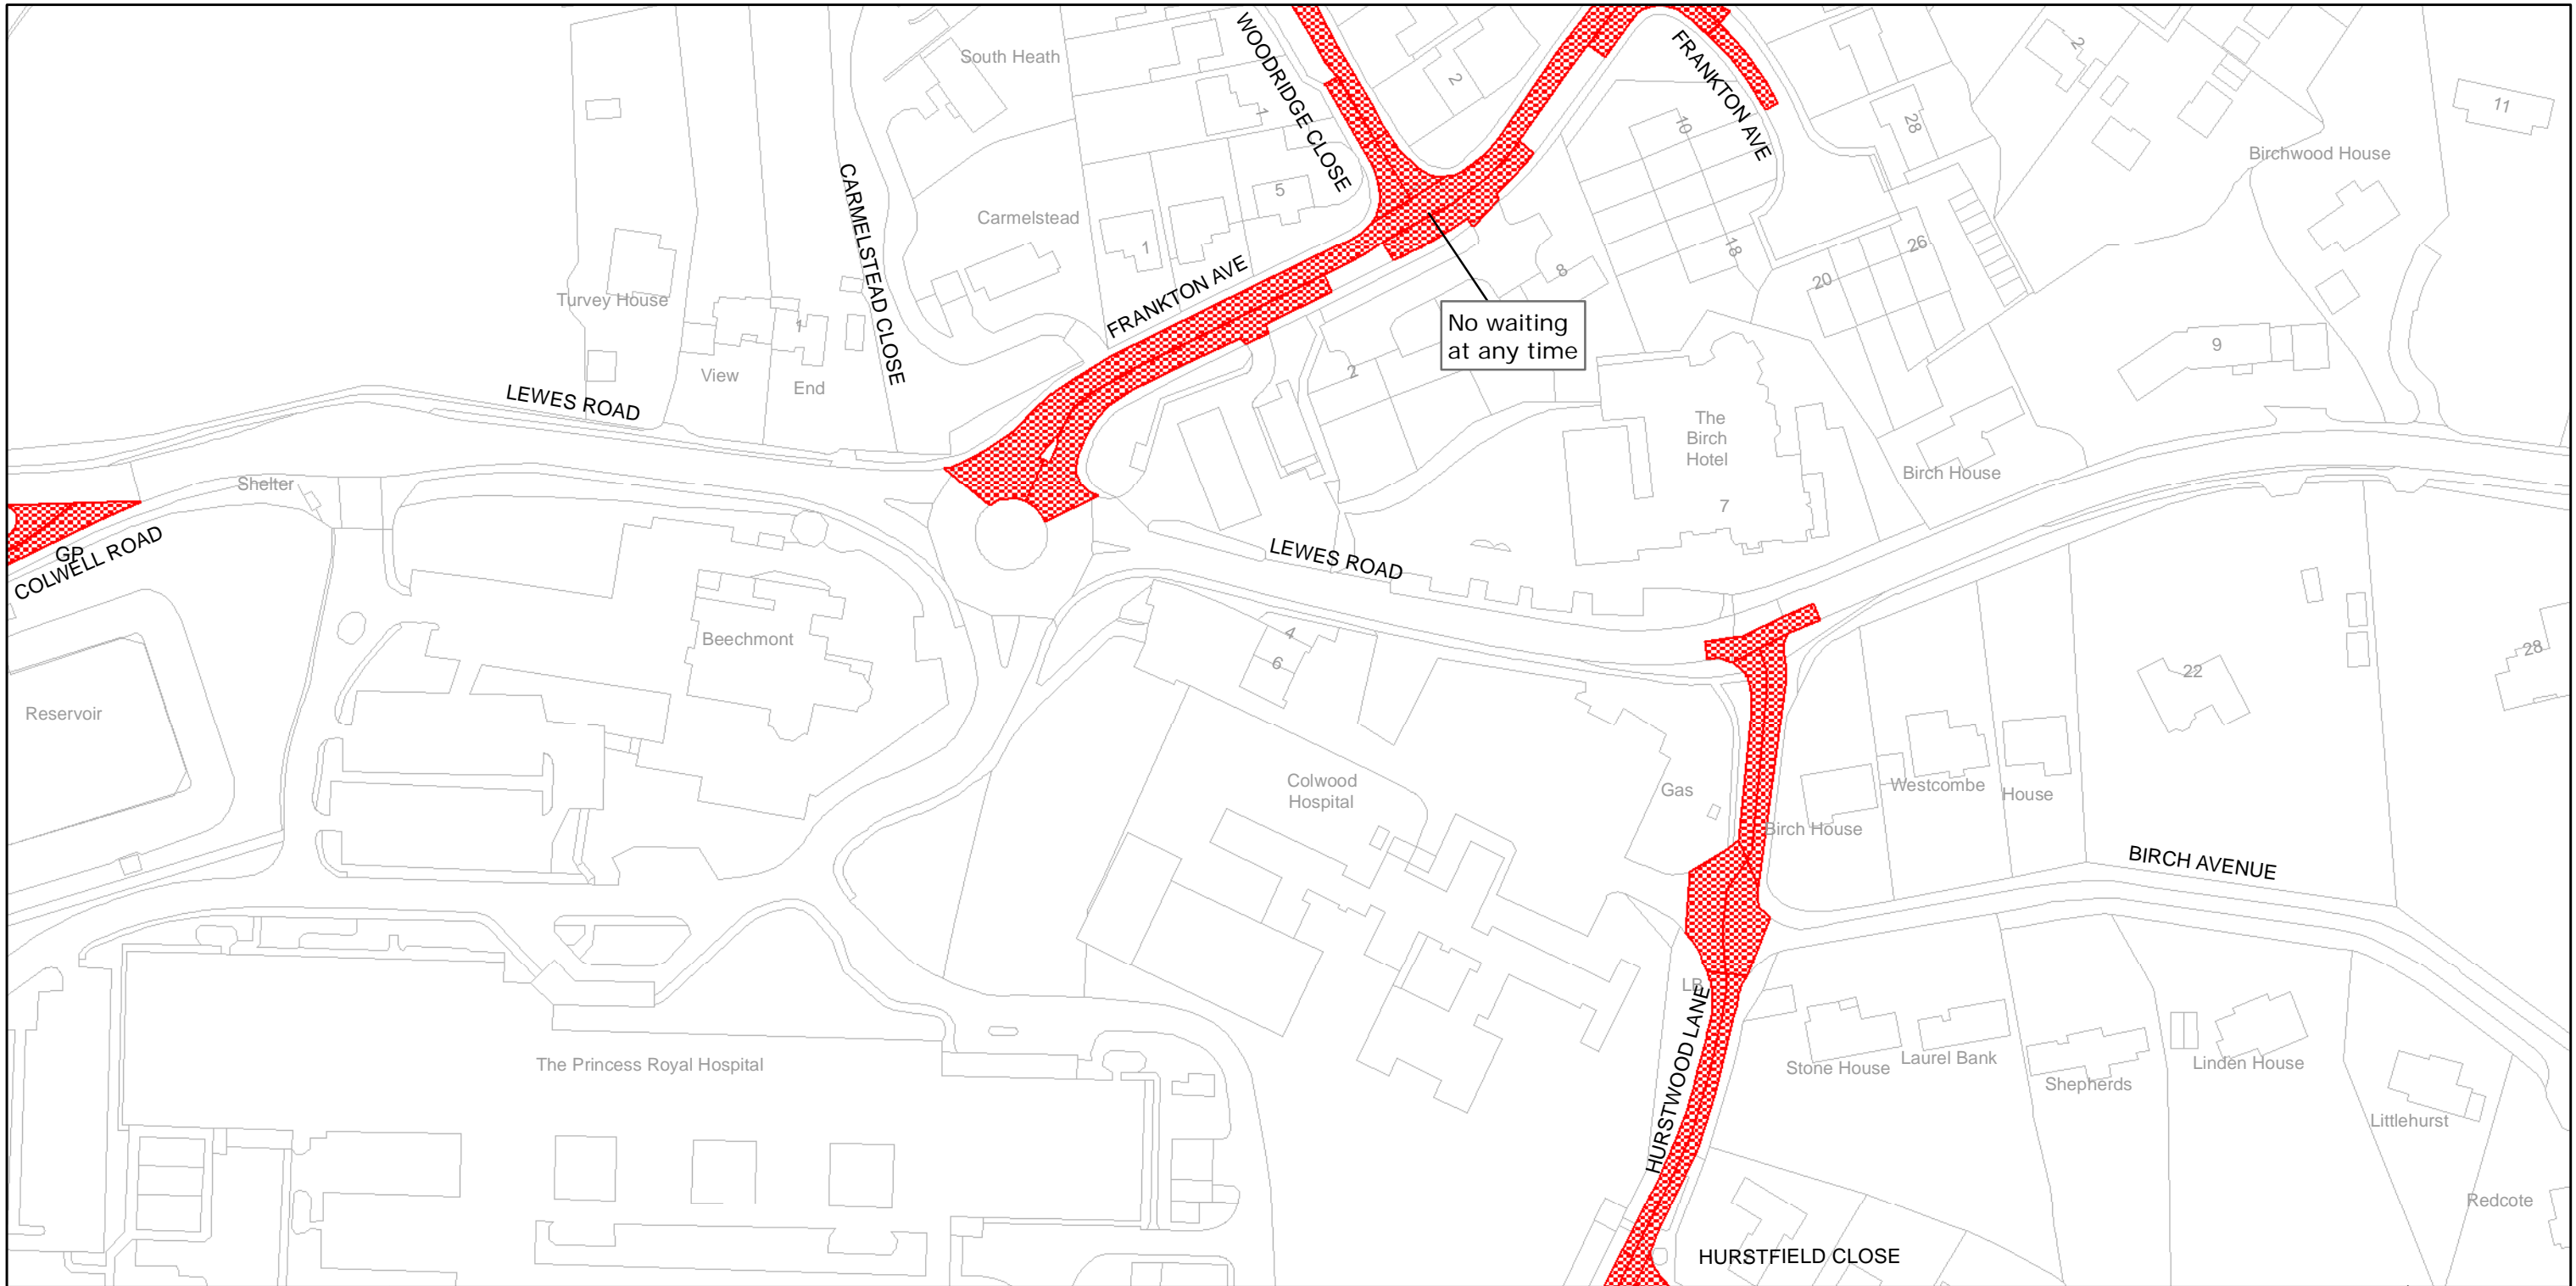 WOODRIDGE CLOSE
FRANKTON AVE
South Heath
2
2
11
1
10
28
Birchwood House
CARMELSTEAD CLOSE
Carmelstead
5
1
18
26
8
20
FRANKTON AVE
Turvey House
1
No waiting
at any time
9
View
End
2
LEWES ROAD
The
Birch
Hotel
7
Birch House
Shelter
GP
COLWELL ROAD
LEWES ROAD
Beechmont
4
6
22
28
Reservoir
Colwood
Hospital
Gas
Westcombe
House
Birch House
BIRCH AVENUE
LB
HURSTWOOD LANE
The Princess Royal Hospital
Stone House
Laurel Bank
Shepherds
Linden House
Littlehurst
Redcote
HURSTFIELD CLOSE